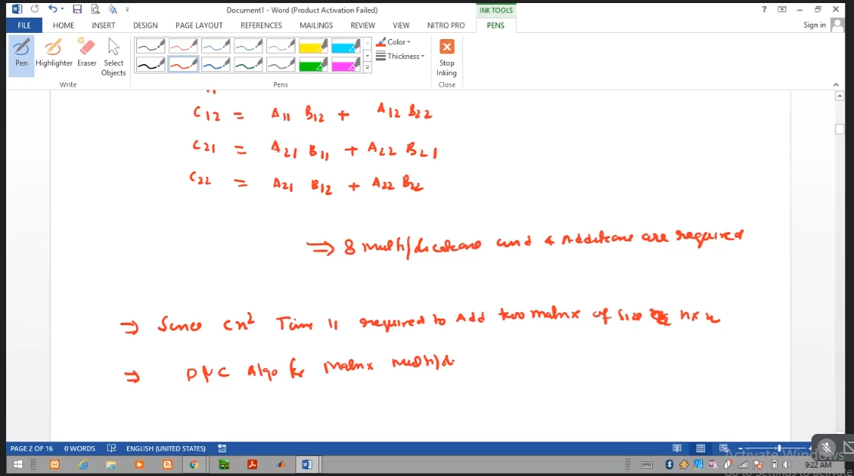 Document1 - Word (Product Activation Failed)
INK TOOLS
FILE HOME INSERT DESIGN PAGE LAYOUT REFERENCES MAILINGS REVIEW VIEW NITRO PRO PENS
Sign in
Pen Highlighter Eraser Select Objects
Color
Thickness
Stop Inking
Write Pens Close
C12 = A11 B12 + A12 B22
C21 = A21 B11 + A22 B21
C22 = A21 B12 + A22 B22
⇒ 8 multiplications and 4 Additions are required
⇒ Since cn² Time is required to Add two matrix of size n×n
⇒ D&C Algo for Matrix
PAGE 2 OF 16 0 WORDS ENGLISH (UNITED STATES)
Activate Windows
9:22 AM